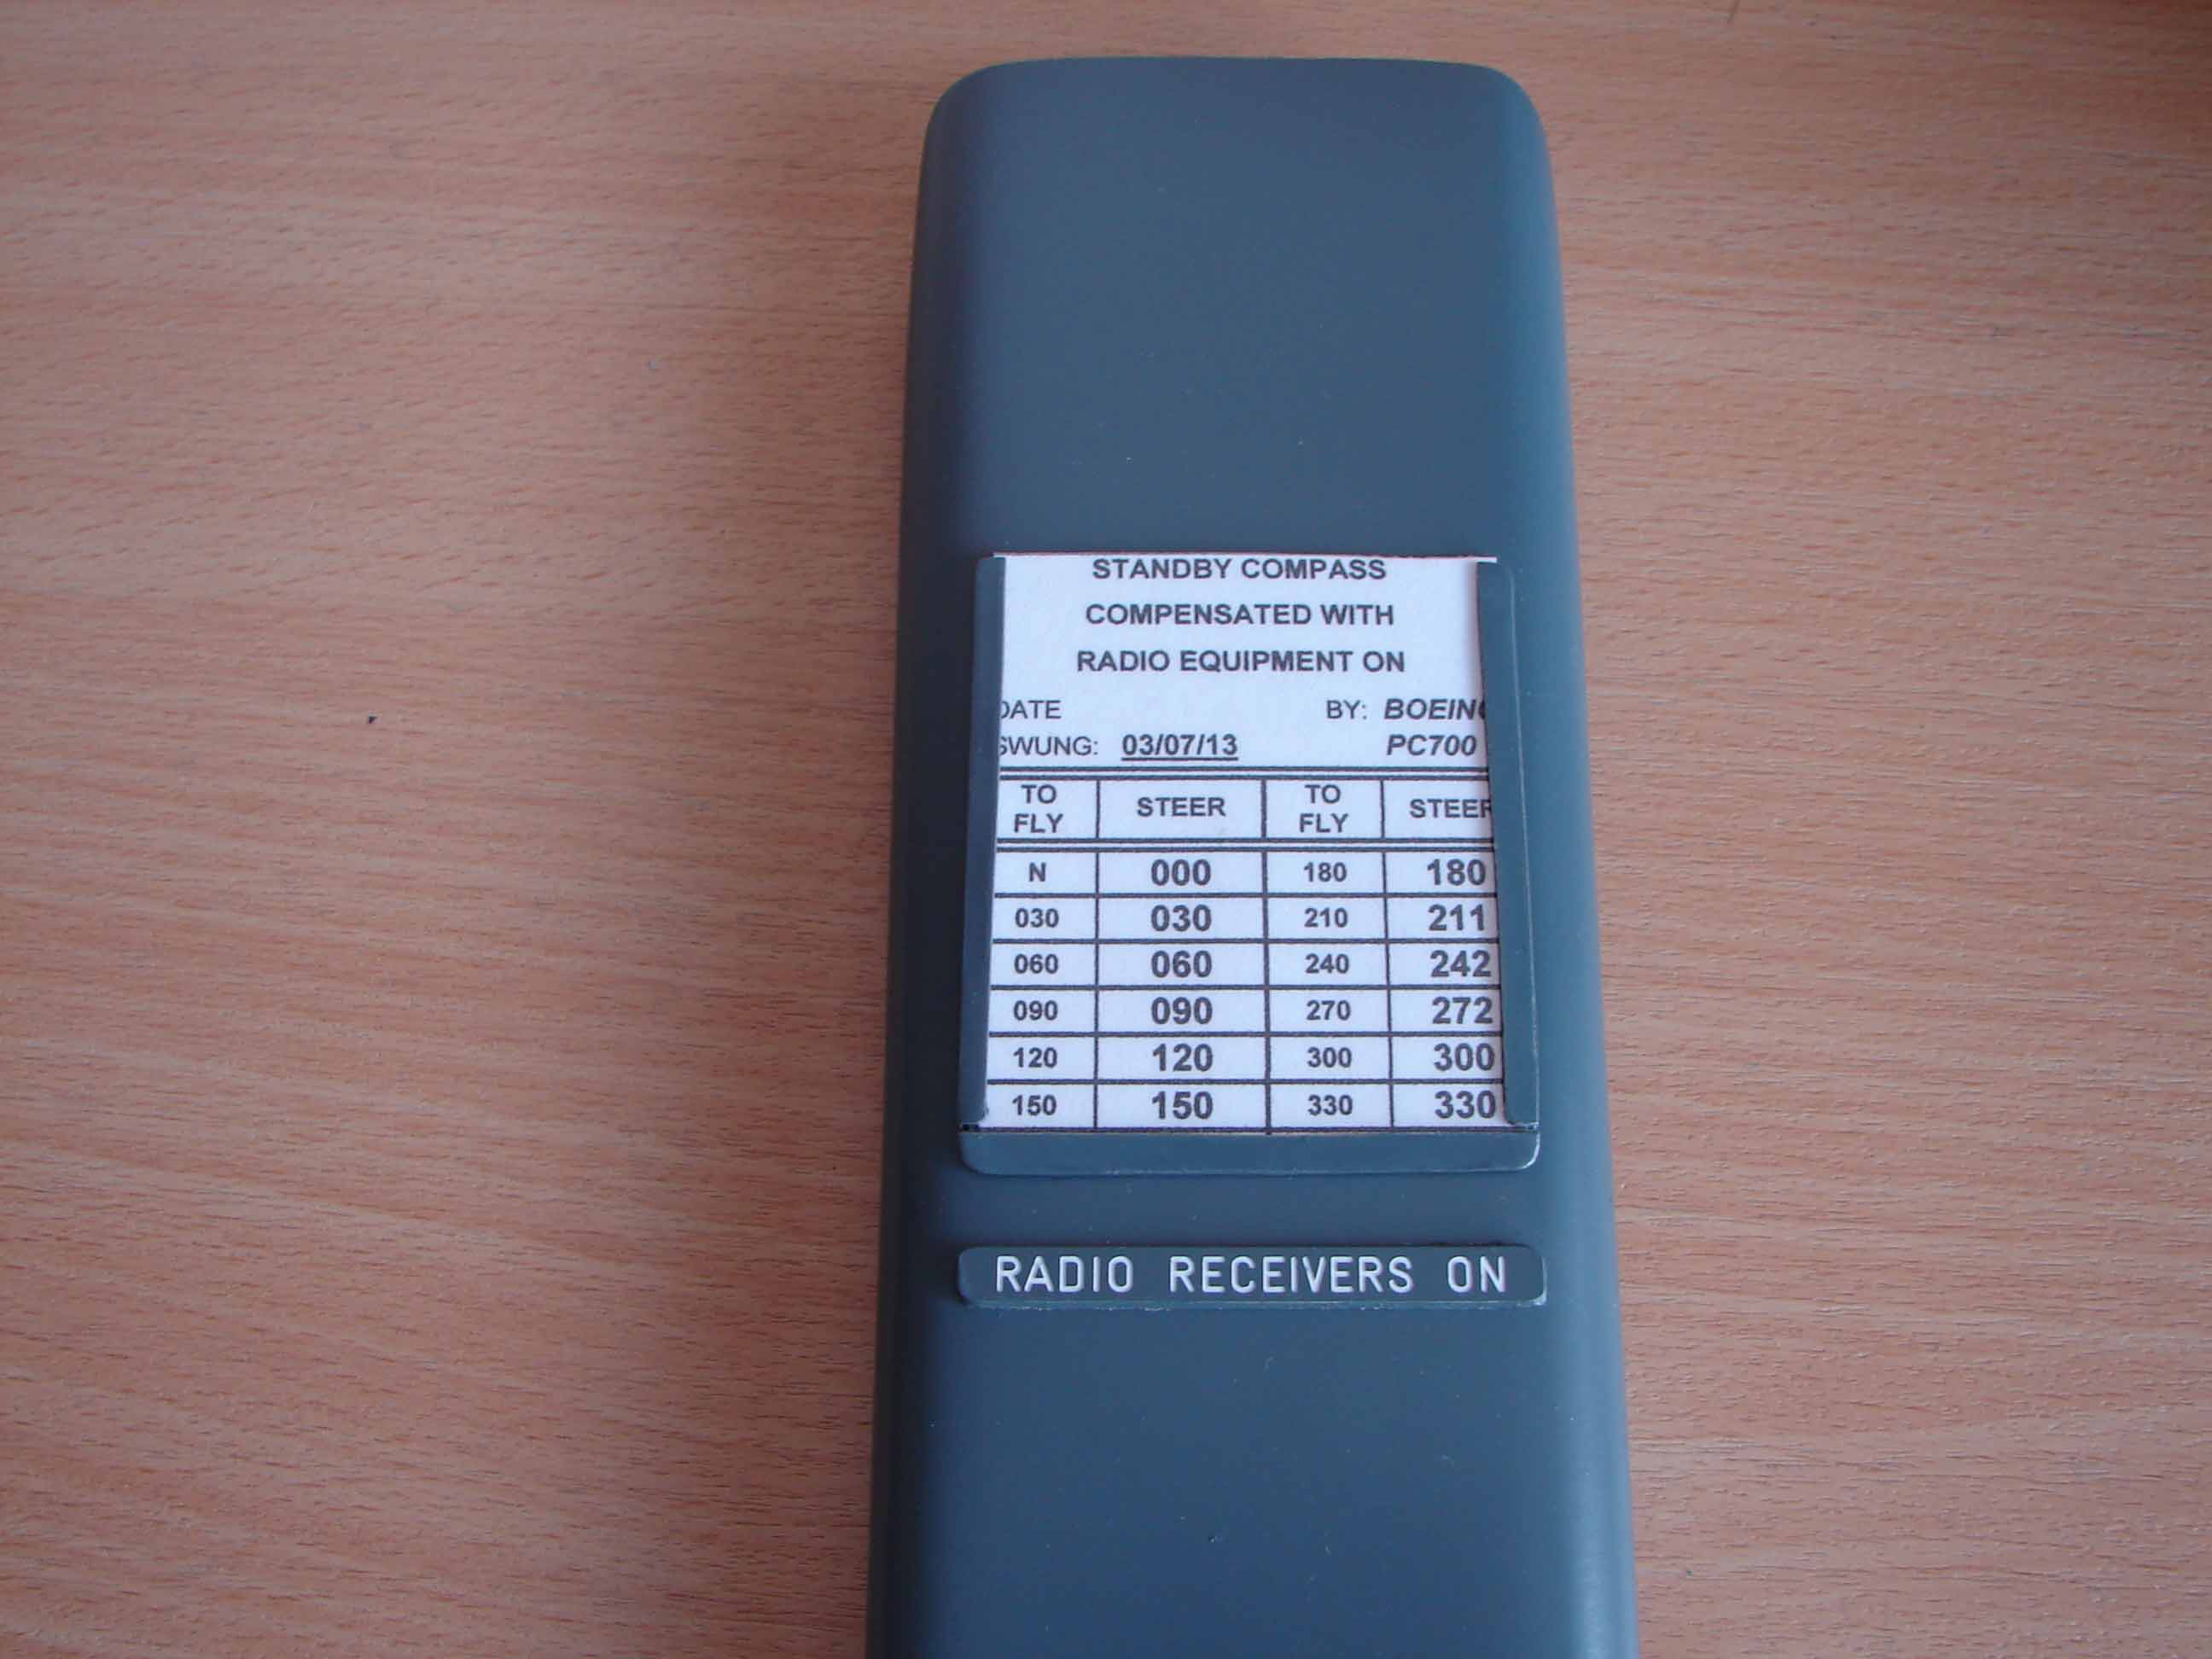 STANDBY COMPASS
COMPENSATED WITH
RADIO EQUIPMENT ON
DATE BY: BOEING
SWUNG: 03/07/13 PC700
TO FLY STEER TO FLY STEER
N 000 180 180
030 030 210 211
060 060 240 242
090 090 270 272
120 120 300 300
150 150 330 330
RADIO RECEIVERS ON